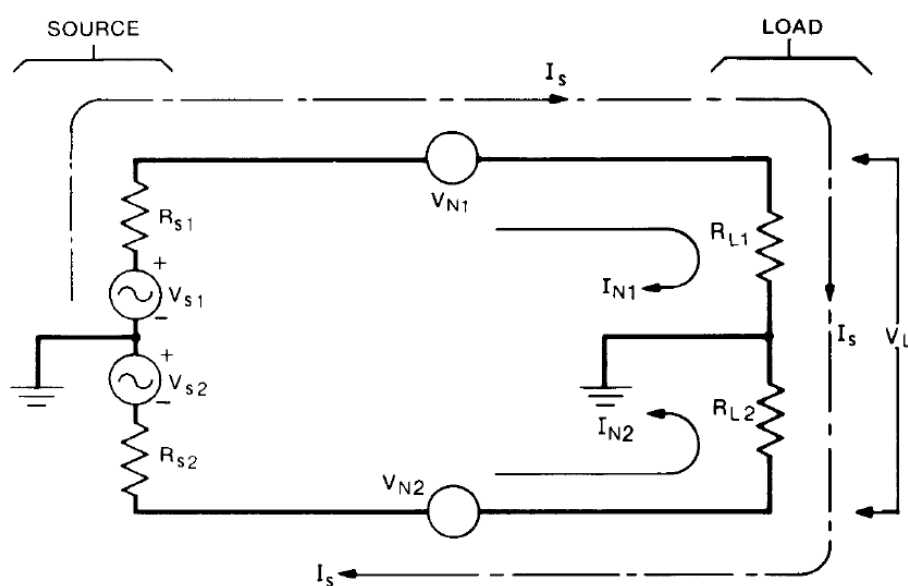 SOURCE
LOAD
Is
VN1
Rs1
RL1
+
Vs1
IN1
-
Is
VL
+
Vs2
-
IN2
RL2
Rs2
VN2
Is